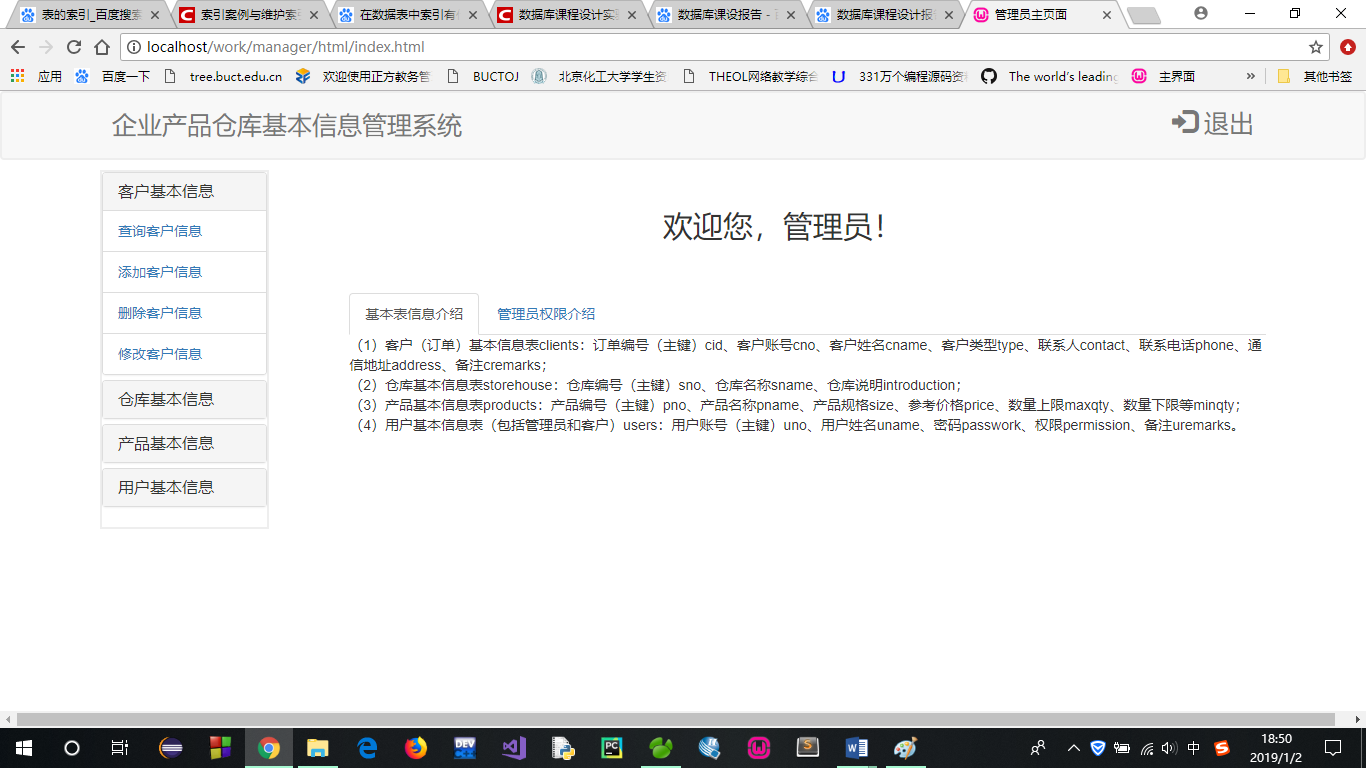 表的索引_百度搜索
索引案例与维护索
在数据表中索引有
数据库课程设计实
数据库课设报告 - 百
数据库课程设计报
管理员主页面
localhost/work/manager/html/index.html
应用
百度一下
tree.buct.edu.cn
欢迎使用正方教务管
BUCTOJ
北京化工大学学生资
THEOL网络教学综合
331万个编程源码资
The world's leading
主界面
»
其他书签
企业产品仓库基本信息管理系统
退出
客户基本信息
查询客户信息
添加客户信息
删除客户信息
修改客户信息
仓库基本信息
产品基本信息
用户基本信息
欢迎您，管理员！
基本表信息介绍
管理员权限介绍
（1）客户（订单）基本信息表clients：订单编号（主键）cid、客户账号cno、客户姓名cname、客户类型type、联系人contact、联系电话phone、通
信地址address、备注cremarks；
（2）仓库基本信息表storehouse：仓库编号（主键）sno、仓库名称sname、仓库说明introduction；
（3）产品基本信息表products：产品编号（主键）pno、产品名称pname、产品规格size、参考价格price、数量上限maxqty、数量下限等minqty；
（4）用户基本信息表（包括管理员和客户）users：用户账号（主键）uno、用户姓名uname、密码passwork、权限permission、备注uremarks。
DEV
PC
中
18:50
2019/1/2